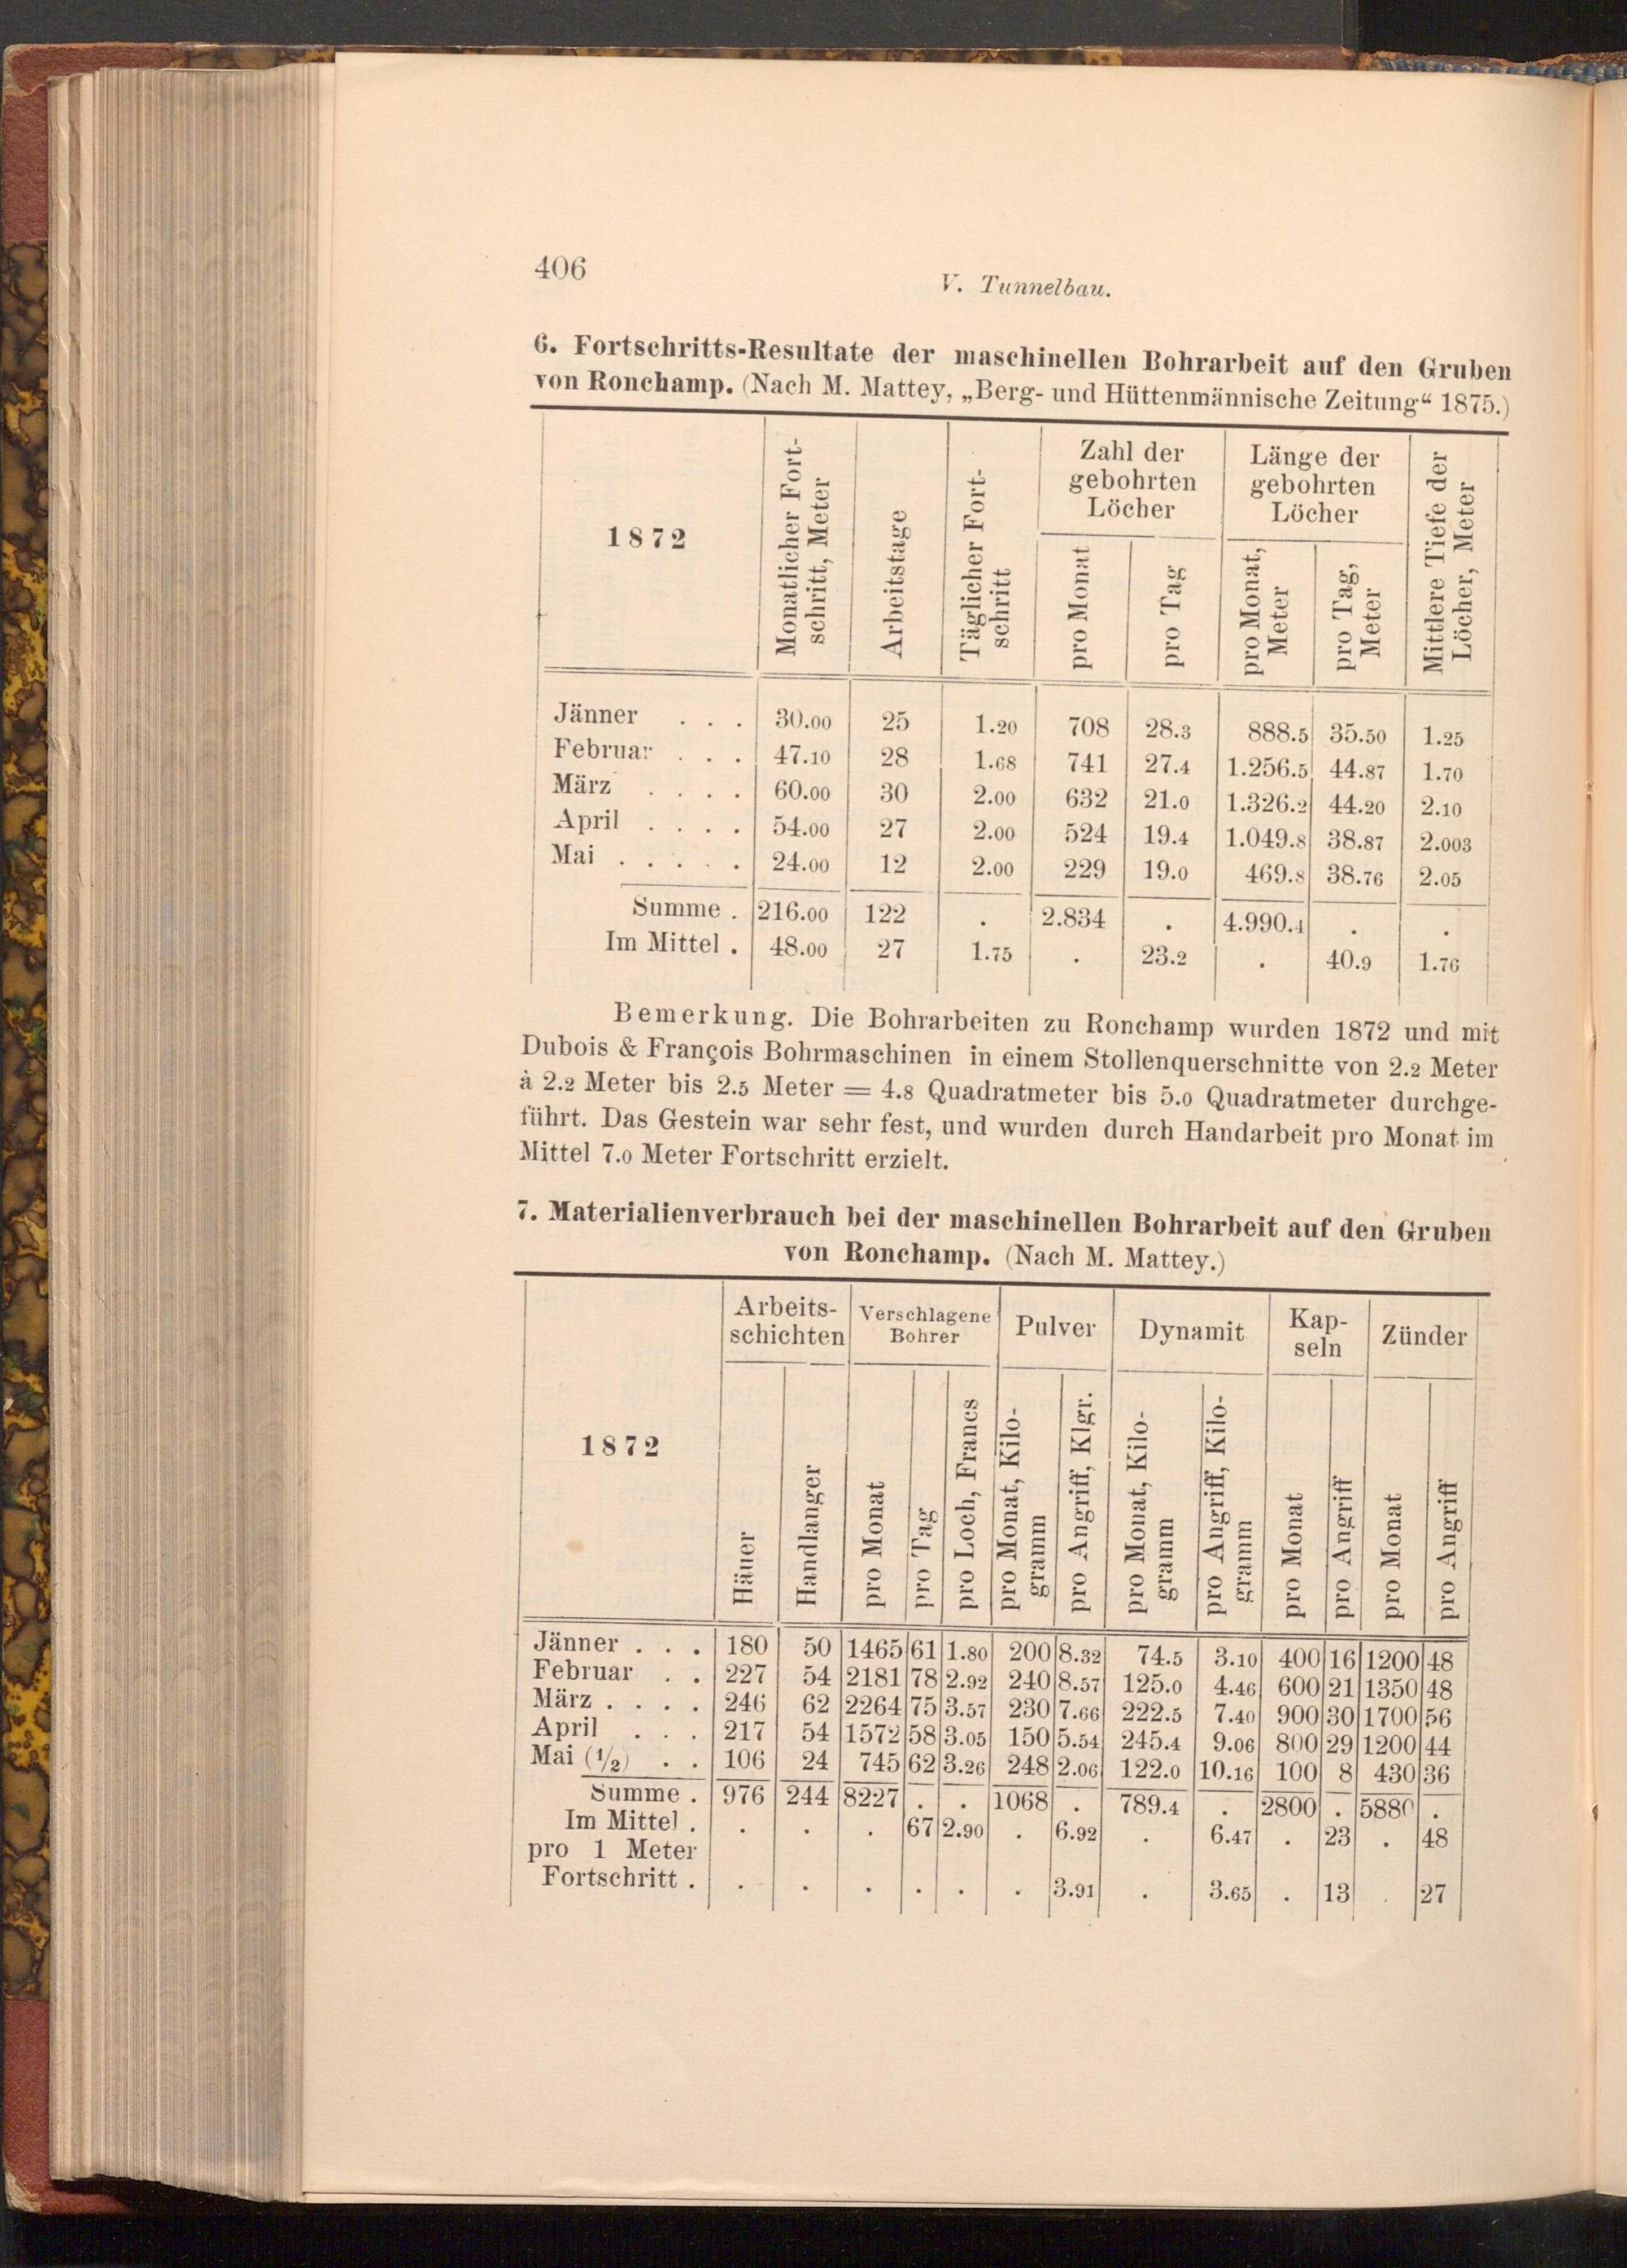 406
V. Tunnelbau.
6. Fortschritts-Resultate der maschinellen Bohrarbeit auf den Gruben
von Ronchamp. (Nach M. Mattey, „Berg- und Hüttenmännische Zeitung“ 1875.)
1872
Monatlicher Fort-
schritt, Meter
Arbeitstage
Täglicher Fort-
schritt
Zahl der
gebohrten
Löcher
pro Monat
pro Tag
Länge der
gebohrten
Löcher
pro Monat,
Meter
pro Tag,
Meter
Mittlere Tiefe der
Löcher, Meter
Jänner . . . 30.00 25 1.20 708 28.3 888.5 35.50 1.25
Februar . . . 47.10 28 1.68 741 27.4 1.256.5 44.87 1.70
März . . . . 60.00 30 2.00 632 21.0 1.326.2 44.20 2.10
April . . . . 54.00 27 2.00 524 19.4 1.049.8 38.87 2.003
Mai . . . . . 24.00 12 2.00 229 19.0 469.8 38.76 2.05
Summe . 216.00 122 . 2.834 . 4.990.4 . .
Im Mittel . 48.00 27 1.75 . 23.2 . 40.9 1.76
Bemerkung. Die Bohrarbeiten zu Ronchamp wurden 1872 und mit
Dubois & François Bohrmaschinen in einem Stollenquerschnitte von 2.2 Meter
à 2.2 Meter bis 2.5 Meter = 4.8 Quadratmeter bis 5.0 Quadratmeter durchge-
führt. Das Gestein war sehr fest, und wurden durch Handarbeit pro Monat im
Mittel 7.0 Meter Fortschritt erzielt.
7. Materialienverbrauch bei der maschinellen Bohrarbeit auf den Gruben
von Ronchamp. (Nach M. Mattey.)
1872
Arbeits-
schichten
Häuer
Handlanger
Verschlagene
Bohrer
pro Monat
pro Tag
pro Loch, Francs
Pulver
pro Monat, Kilo-
gramm
pro Angriff, Klgr.
Dynamit
pro Monat, Kilo-
gramm
pro Angriff, Kilo-
gramm
Kap-
seln
pro Monat
pro Angriff
Zünder
pro Monat
pro Angriff
Jänner . . . 180 50 1465 61 1.80 200 8.32 74.5 3.10 400 16 1200 48
Februar . . 227 54 2181 78 2.92 240 8.57 125.0 4.46 600 21 1350 48
März . . . . 246 62 2264 75 3.57 230 7.66 222.5 7.40 900 30 1700 56
April . . . 217 54 1572 58 3.05 150 5.54 245.4 9.06 800 29 1200 44
Mai (1/2) . . 106 24 745 62 3.26 248 2.06 122.0 10.16 100 8 430 36
Summe . 976 244 8227 . . 1068 . 789.4 . 2800 . 5880 .
Im Mittel . . . . 67 2.90 . 6.92 . 6.47 . 23 . 48
pro 1 Meter
Fortschritt . . . . . . . 3.91 . 3.65 . 13 . 27